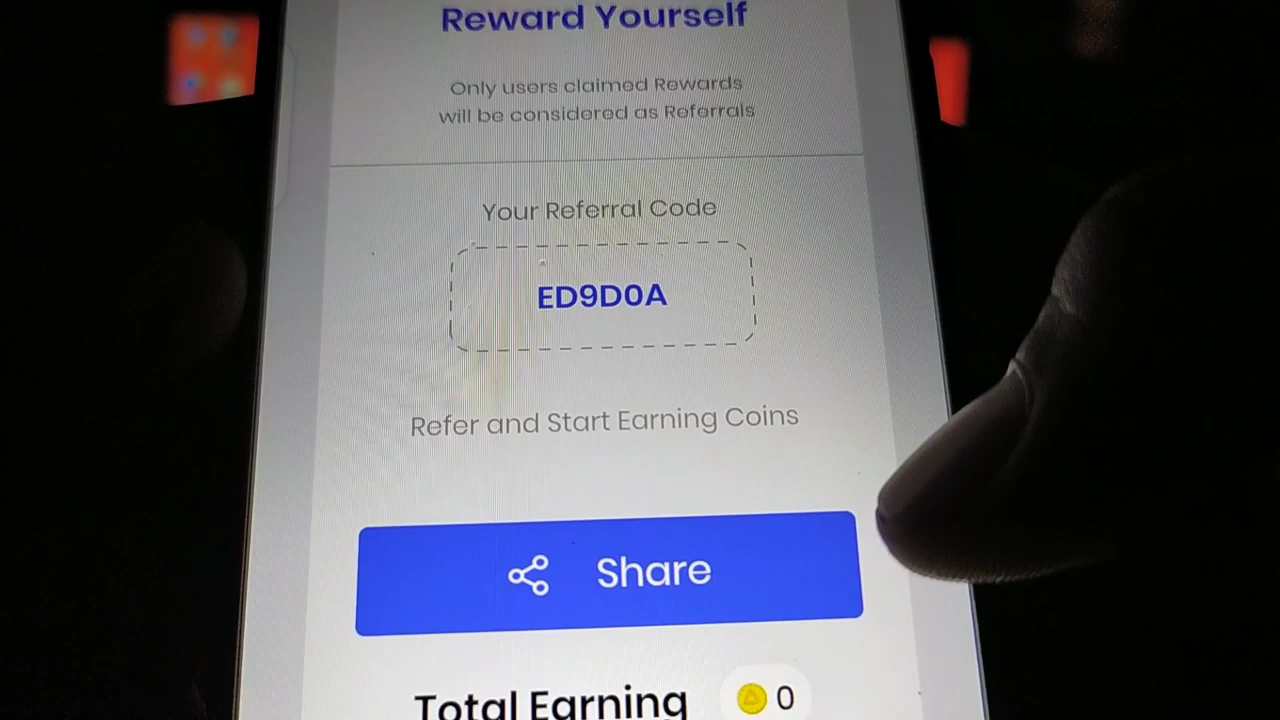 Reward Yourself
Only users claimed Rewards
will be considered as Referrals
Your Referral Code
ED9D0A
Refer and Start Earning Coins
Share
Total Earning 0